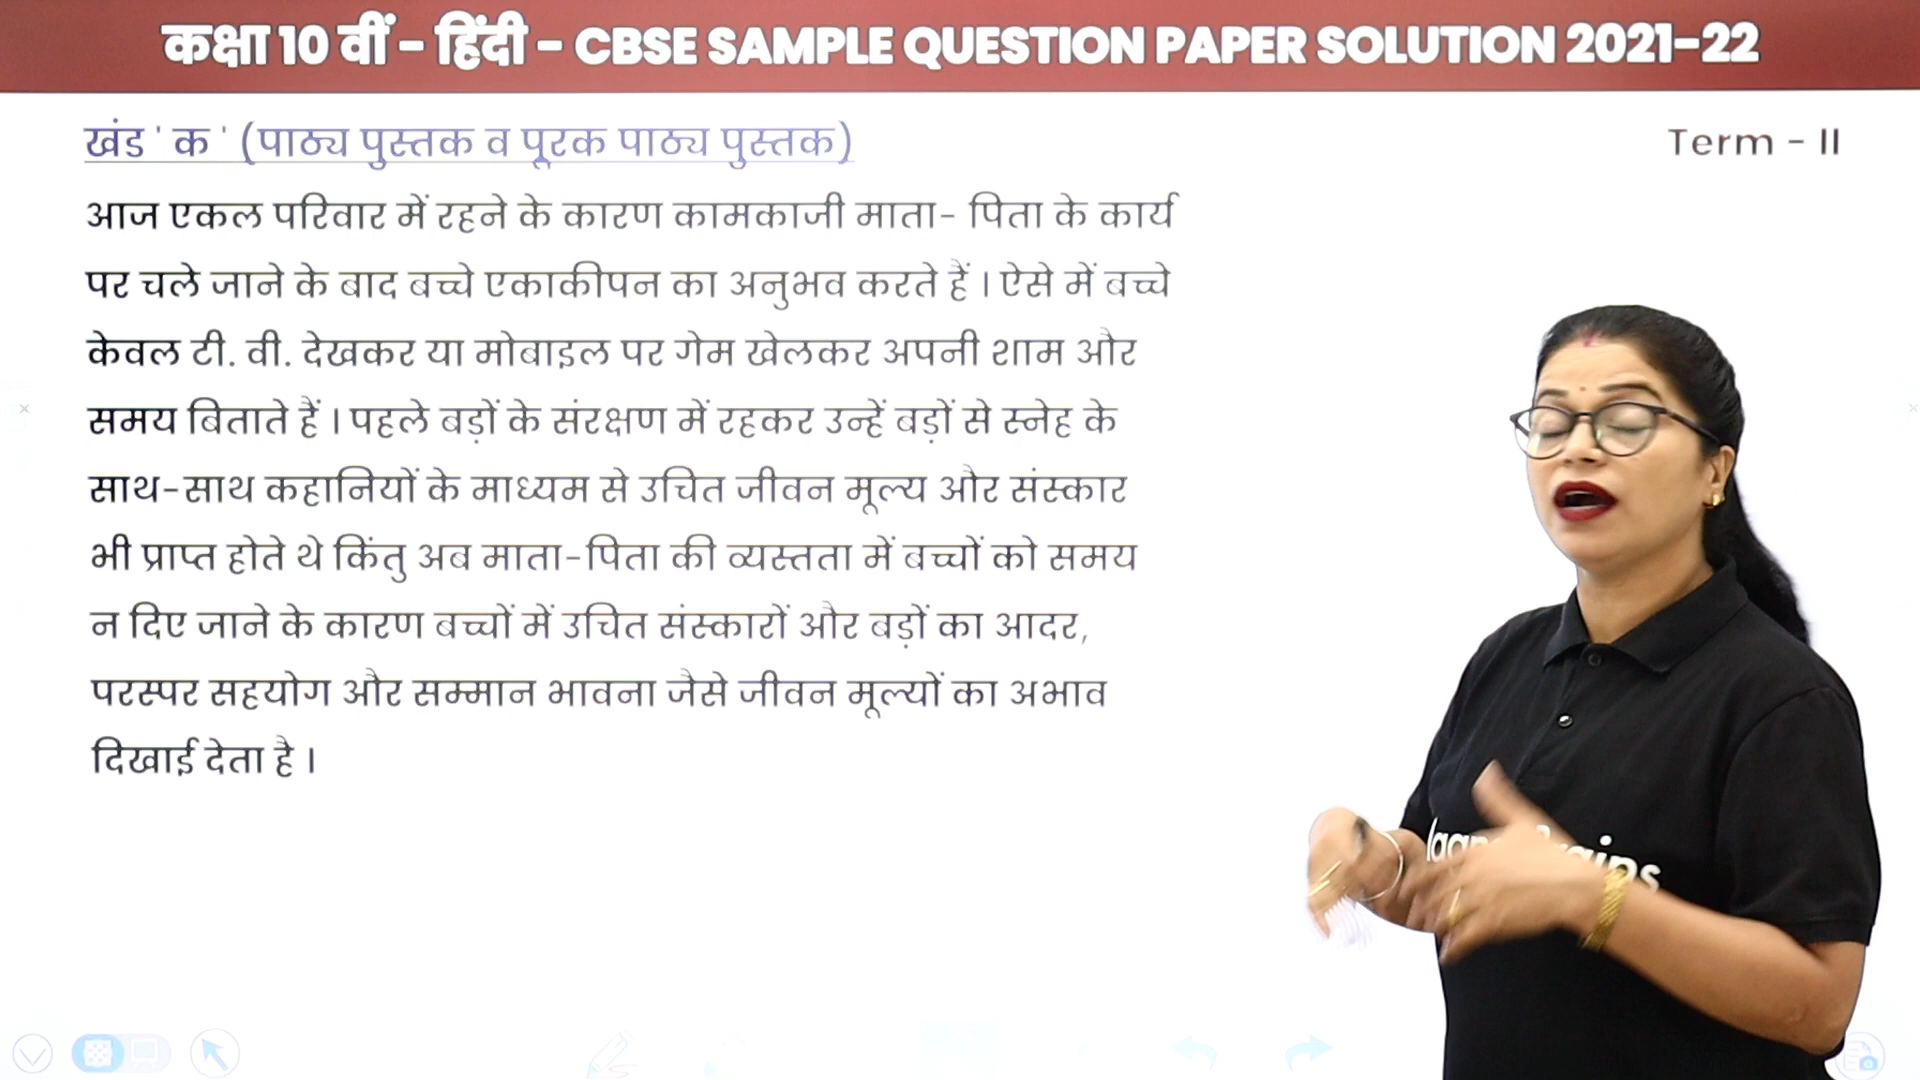 कक्षा 10 वीं - हिंदी - CBSE SAMPLE QUESTION PAPER SOLUTION 2021-22
खंड ' क ' (पाठ्य पुस्तक व पूरक पाठ्य पुस्तक)
Term - II
आज एकल परिवार में रहने के कारण कामकाजी माता- पिता के कार्य
पर चले जाने के बाद बच्चे एकाकीपन का अनुभव करते हैं । ऐसे में बच्चे
केवल टी. वी. देखकर या मोबाइल पर गेम खेलकर अपनी शाम और
समय बिताते हैं । पहले बड़ों के संरक्षण में रहकर उन्हें बड़ों से स्नेह के
साथ-साथ कहानियों के माध्यम से उचित जीवन मूल्य और संस्कार
भी प्राप्त होते थे किंतु अब माता-पिता की व्यस्तता में बच्चों को समय
न दिए जाने के कारण बच्चों में उचित संस्कारों और बड़ों का आदर,
परस्पर सहयोग और सम्मान भावना जैसे जीवन मूल्यों का अभाव
दिखाई देता है ।